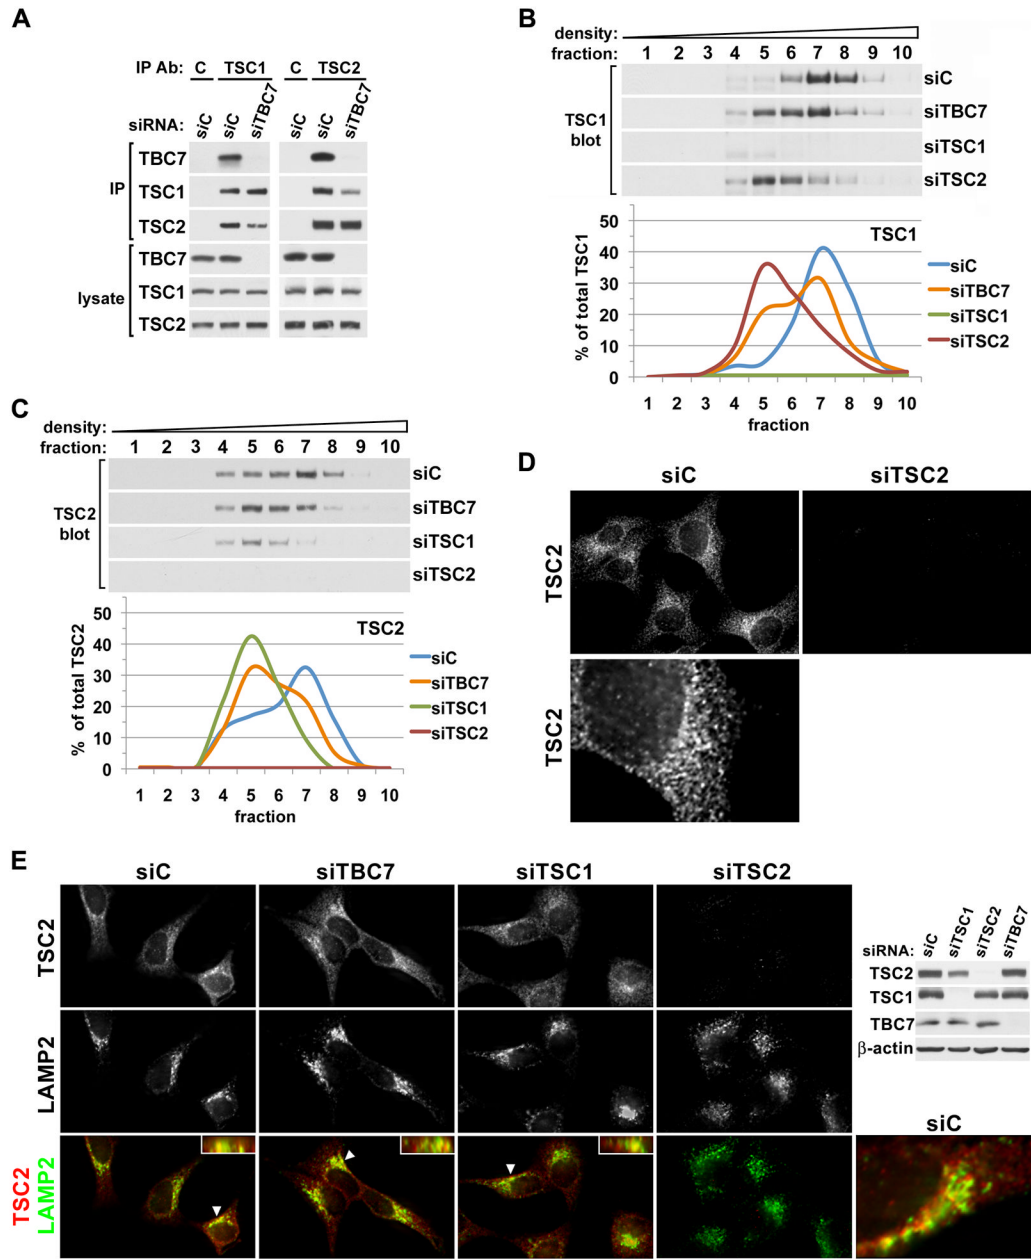 A
IP Ab: C TSC1 C TSC2
siRNA: siC siC siTBC7 siC siC siTBC7
IP
TBC7
TSC1
TSC2
lysate
TBC7
TSC1
TSC2
B
density:
fraction: 1 2 3 4 5 6 7 8 9 10
TSC1 blot
siC
siTBC7
siTSC1
siTSC2
% of total TSC1
50
40
30
20
10
0
TSC1
siC
siTBC7
siTSC1
siTSC2
1 2 3 4 5 6 7 8 9 10
fraction
C
density:
fraction: 1 2 3 4 5 6 7 8 9 10
TSC2 blot
siC
siTBC7
siTSC1
siTSC2
% of total TSC2
50
40
30
20
10
0
TSC2
siC
siTBC7
siTSC1
siTSC2
1 2 3 4 5 6 7 8 9 10
fraction
D
siC siTSC2
TSC2
TSC2
E
siC siTBC7 siTSC1 siTSC2
TSC2
LAMP2
TSC2
LAMP2
siRNA: siC siTSC1 siTSC2 siTBC7
TSC2
TSC1
TBC7
β-actin
siC